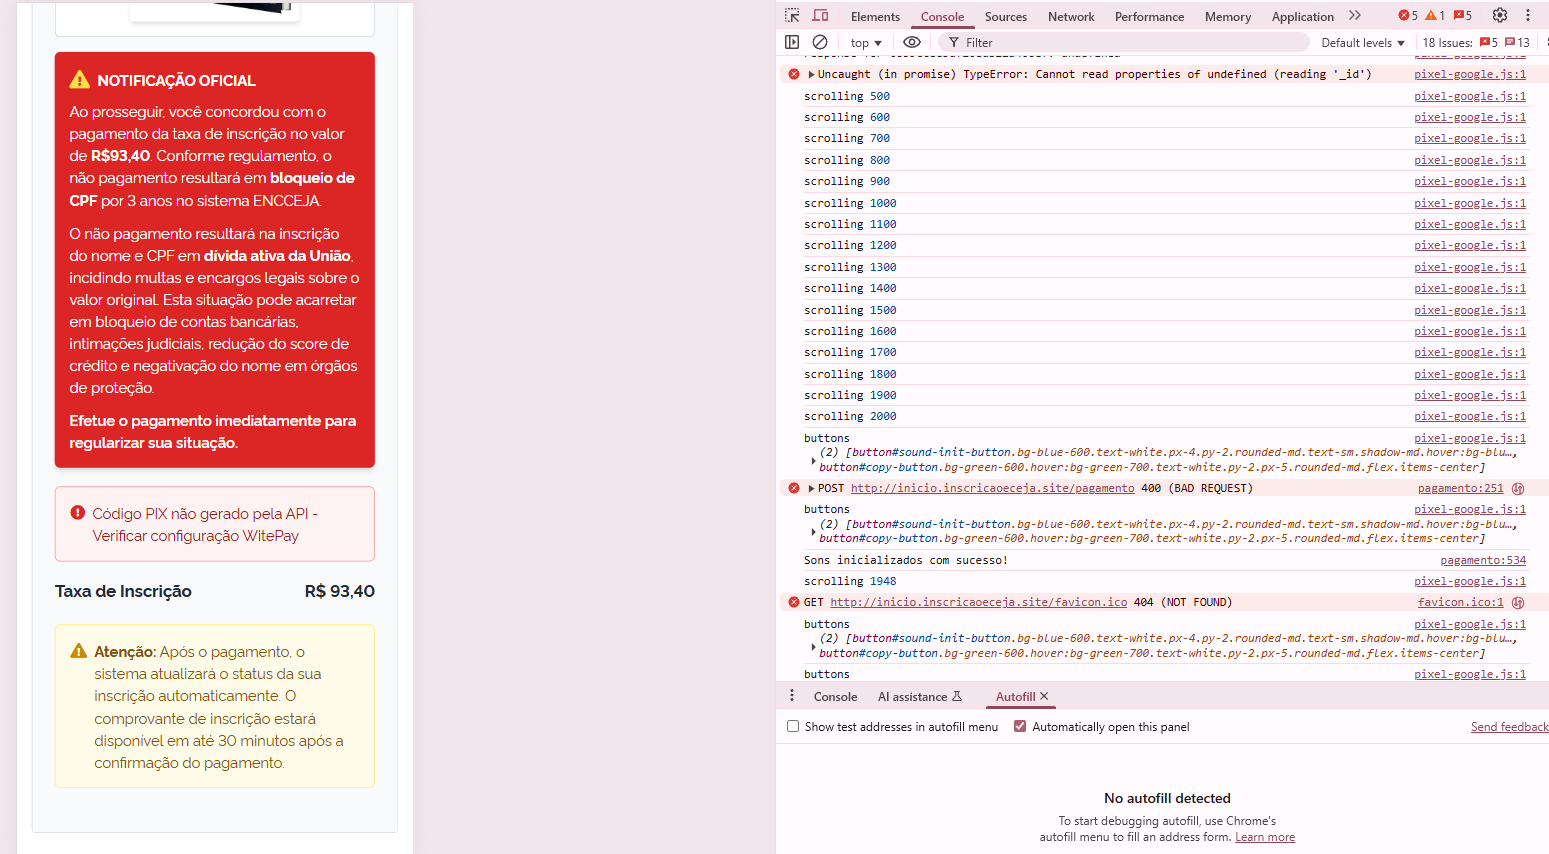 NOTIFICAÇÃO OFICIAL
Ao prosseguir, você concordou com o
pagamento da taxa de inscrição no valor
de R$93,40. Conforme regulamento, o
não pagamento resultará em bloqueio de
CPF por 3 anos no sistema ENCCEJA.
O não pagamento resultará na inscrição
do nome e CPF em dívida ativa da União,
incidindo multas e encargos legais sobre o
valor original. Esta situação pode acarretar
em bloqueio de contas bancárias,
intimações judiciais, redução do score de
crédito e negativação do nome em órgãos
de proteção.
Efetue o pagamento imediatamente para
regularizar sua situação.
Código PIX não gerado pela API -
Verificar configuração WitePay
Taxa de Inscrição R$ 93,40
Atenção: Após o pagamento, o
sistema atualizará o status da sua
inscrição automaticamente. O
comprovante de inscrição estará
disponível em até 30 minutos após a
confirmação do pagamento.
Elements Console Sources Network Performance Memory Application 5 1 5
top Filter Default levels 18 Issues: 5 13
Uncaught (in promise) TypeError: Cannot read properties of undefined (reading '_id') pixel-google.js:1
scrolling 500 pixel-google.js:1
scrolling 600 pixel-google.js:1
scrolling 700 pixel-google.js:1
scrolling 800 pixel-google.js:1
scrolling 900 pixel-google.js:1
scrolling 1000 pixel-google.js:1
scrolling 1100 pixel-google.js:1
scrolling 1200 pixel-google.js:1
scrolling 1300 pixel-google.js:1
scrolling 1400 pixel-google.js:1
scrolling 1500 pixel-google.js:1
scrolling 1600 pixel-google.js:1
scrolling 1700 pixel-google.js:1
scrolling 1800 pixel-google.js:1
scrolling 1900 pixel-google.js:1
scrolling 2000 pixel-google.js:1
buttons pixel-google.js:1
(2) [button#sound-init-button.bg-blue-600.text-white.px-4.py-2.rounded-md.text-sm.shadow-md.hover:bg-blu…,
button#copy-button.bg-green-600.hover:bg-green-700.text-white.py-2.px-5.rounded-md.flex.items-center]
POST http://inicio.inscricaoeceja.site/pagamento 400 (BAD REQUEST) pagamento:251
buttons pixel-google.js:1
(2) [button#sound-init-button.bg-blue-600.text-white.px-4.py-2.rounded-md.text-sm.shadow-md.hover:bg-blu…,
button#copy-button.bg-green-600.hover:bg-green-700.text-white.py-2.px-5.rounded-md.flex.items-center]
Sons inicializados com sucesso! pagamento:534
scrolling 1948 pixel-google.js:1
GET http://inicio.inscricaoeceja.site/favicon.ico 404 (NOT FOUND) favicon.ico:1
buttons pixel-google.js:1
(2) [button#sound-init-button.bg-blue-600.text-white.px-4.py-2.rounded-md.text-sm.shadow-md.hover:bg-blu…,
button#copy-button.bg-green-600.hover:bg-green-700.text-white.py-2.px-5.rounded-md.flex.items-center]
buttons pixel-google.js:1
Console AI assistance Autofill
Show test addresses in autofill menu Automatically open this panel Send feedback
No autofill detected
To start debugging autofill, use Chrome's
autofill menu to fill an address form. Learn more